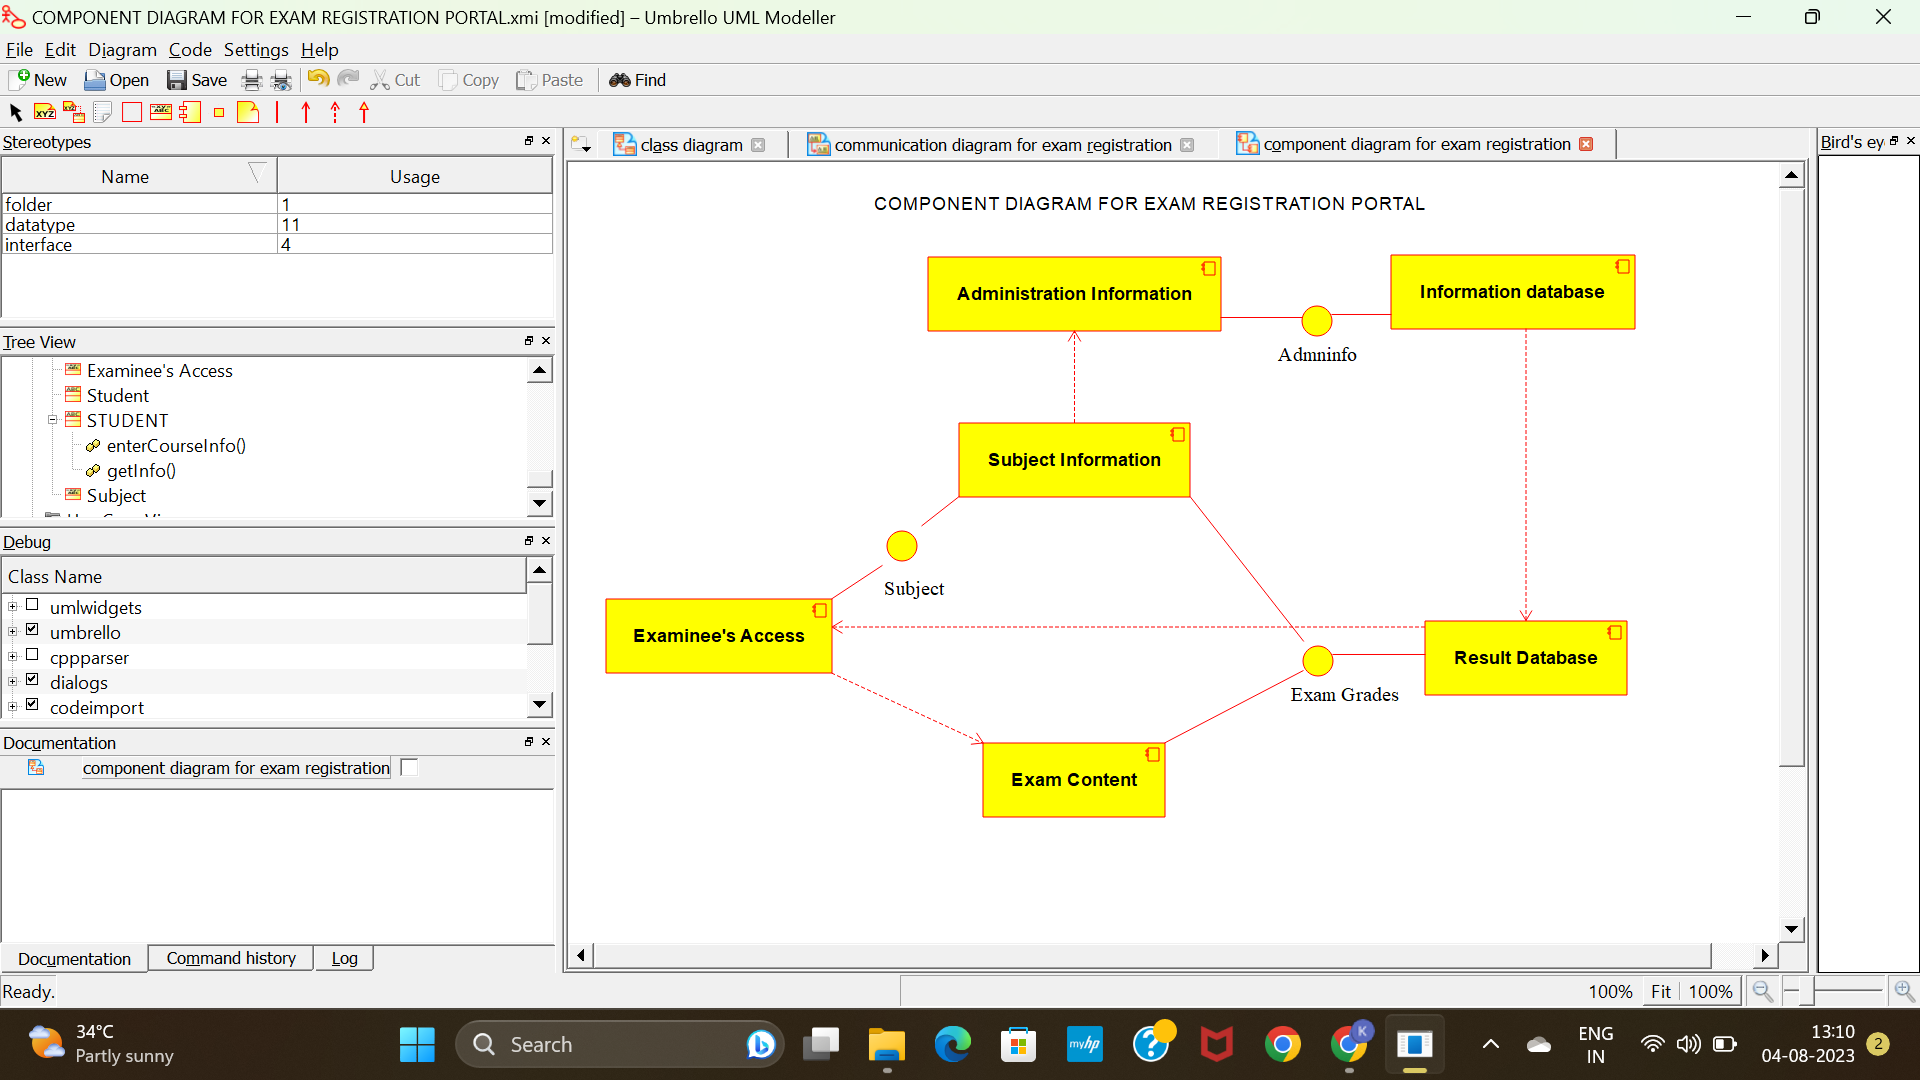 COMPONENT DIAGRAM FOR EXAM REGISTRATION PORTAL.xmi [modified] – Umbrello UML Modeller
File Edit Diagram Code Settings Help
New Open Save Cut Copy Paste Find
XYZ
Stereotypes
Name Usage
folder 1
datatype 11
interface 4
Tree View
Examinee's Access
Student
STUDENT
enterCourseInfo()
getInfo()
Subject
Debug
Class Name
umlwidgets
umbrello
cppparser
dialogs
codeimport
Documentation
component diagram for exam registration
Documentation Command history Log
Ready.
class diagram
communication diagram for exam registration
component diagram for exam registration
Bird's ey
COMPONENT DIAGRAM FOR EXAM REGISTRATION PORTAL
Administration Information
Information database
Admninfo
Subject Information
Subject
Examinee's Access
Result Database
Exam Grades
Exam Content
100% Fit 100%
34°C
Partly sunny
Search
myhp
K
ENG
IN
13:10
04-08-2023
2